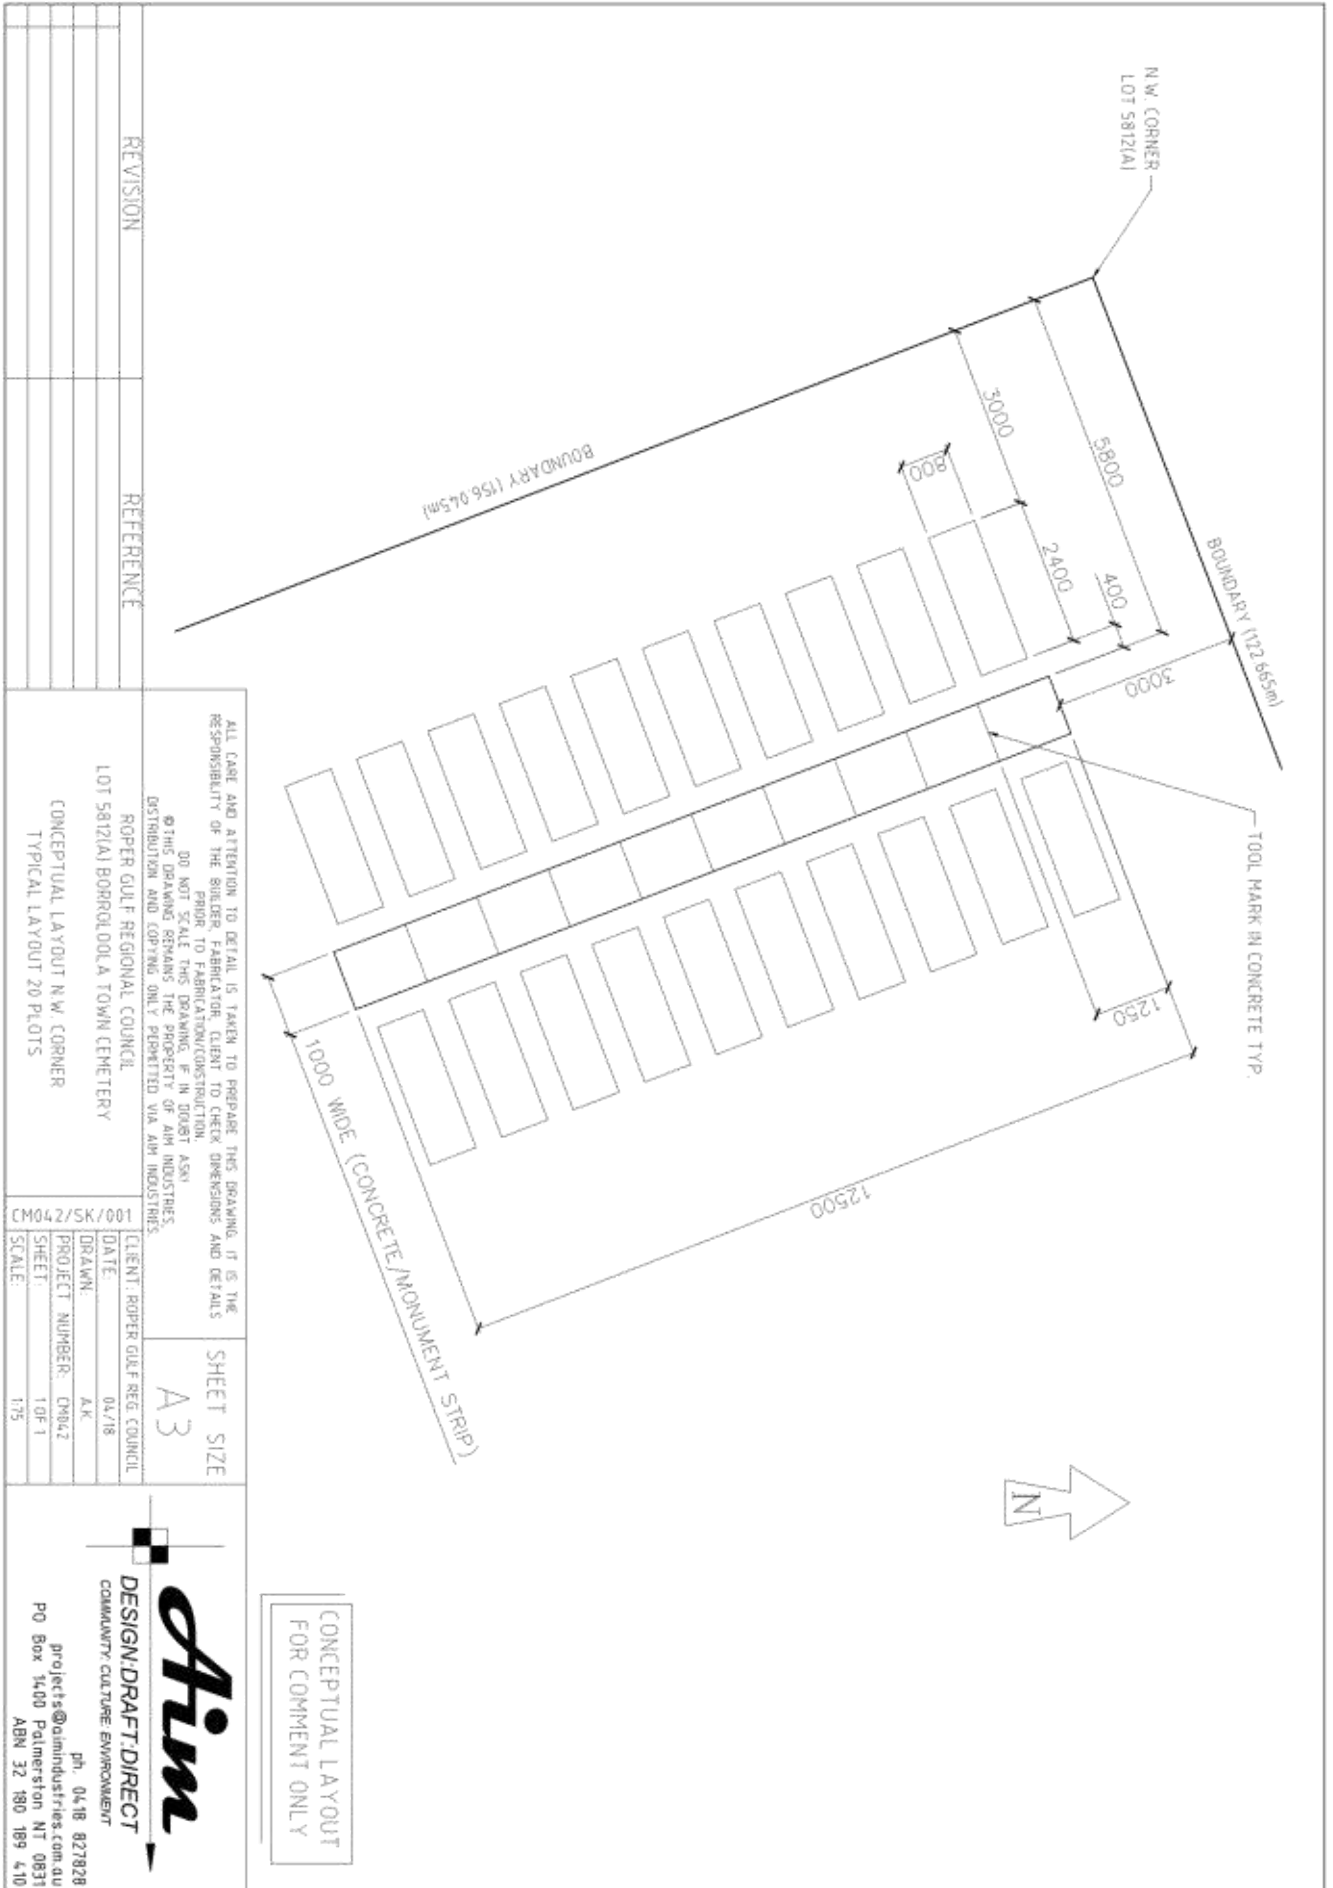 N.W. CORNER
LOT 5812(A)
BOUNDARY (122.665m)
BOUNDARY (156.045m)
5800
3000
2400
400
800
3000
TOOL MARK IN CONCRETE TYP.
1250
12500
1000 WIDE (CONCRETE/MONUMENT STRIP)
N
CONCEPTUAL LAYOUT
FOR COMMENT ONLY
REVISION
REFERENCE
ALL CARE AND ATTENTION TO DETAIL IS TAKEN TO PREPARE THIS DRAWING. IT IS THE
RESPONSIBILITY OF THE BUILDER, FABRICATOR, CLIENT TO CHECK DIMENSIONS AND DETAILS
PRIOR TO FABRICATION/CONSTRUCTION.
DO NOT SCALE THIS DRAWING, IF IN DOUBT ASK!
© THIS DRAWING REMAINS THE PROPERTY OF AIM INDUSTRIES.
DISTRIBUTION AND COPYING ONLY PERMITTED VIA AIM INDUSTRIES.
SHEET SIZE
A3
ROPER GULF REGIONAL COUNCIL
LOT 5812(A) BORROLOOLA TOWN CEMETERY
CONCEPTUAL LAYOUT N.W. CORNER
TYPICAL LAYOUT 20 PLOTS
CM042/SK/001
CLIENT: ROPER GULF REG. COUNCIL
DATE: 04/18
DRAWN: A.K.
PROJECT NUMBER: CM042
SHEET: 1 OF 1
SCALE: 1:75
Aim
DESIGN:DRAFT:DIRECT
COMMUNITY: CULTURE: ENVIRONMENT
ph. 0418 827828
projects@aimindustries.com.au
PO Box 1400 Palmerston NT 0831
ABN 32 180 189 410